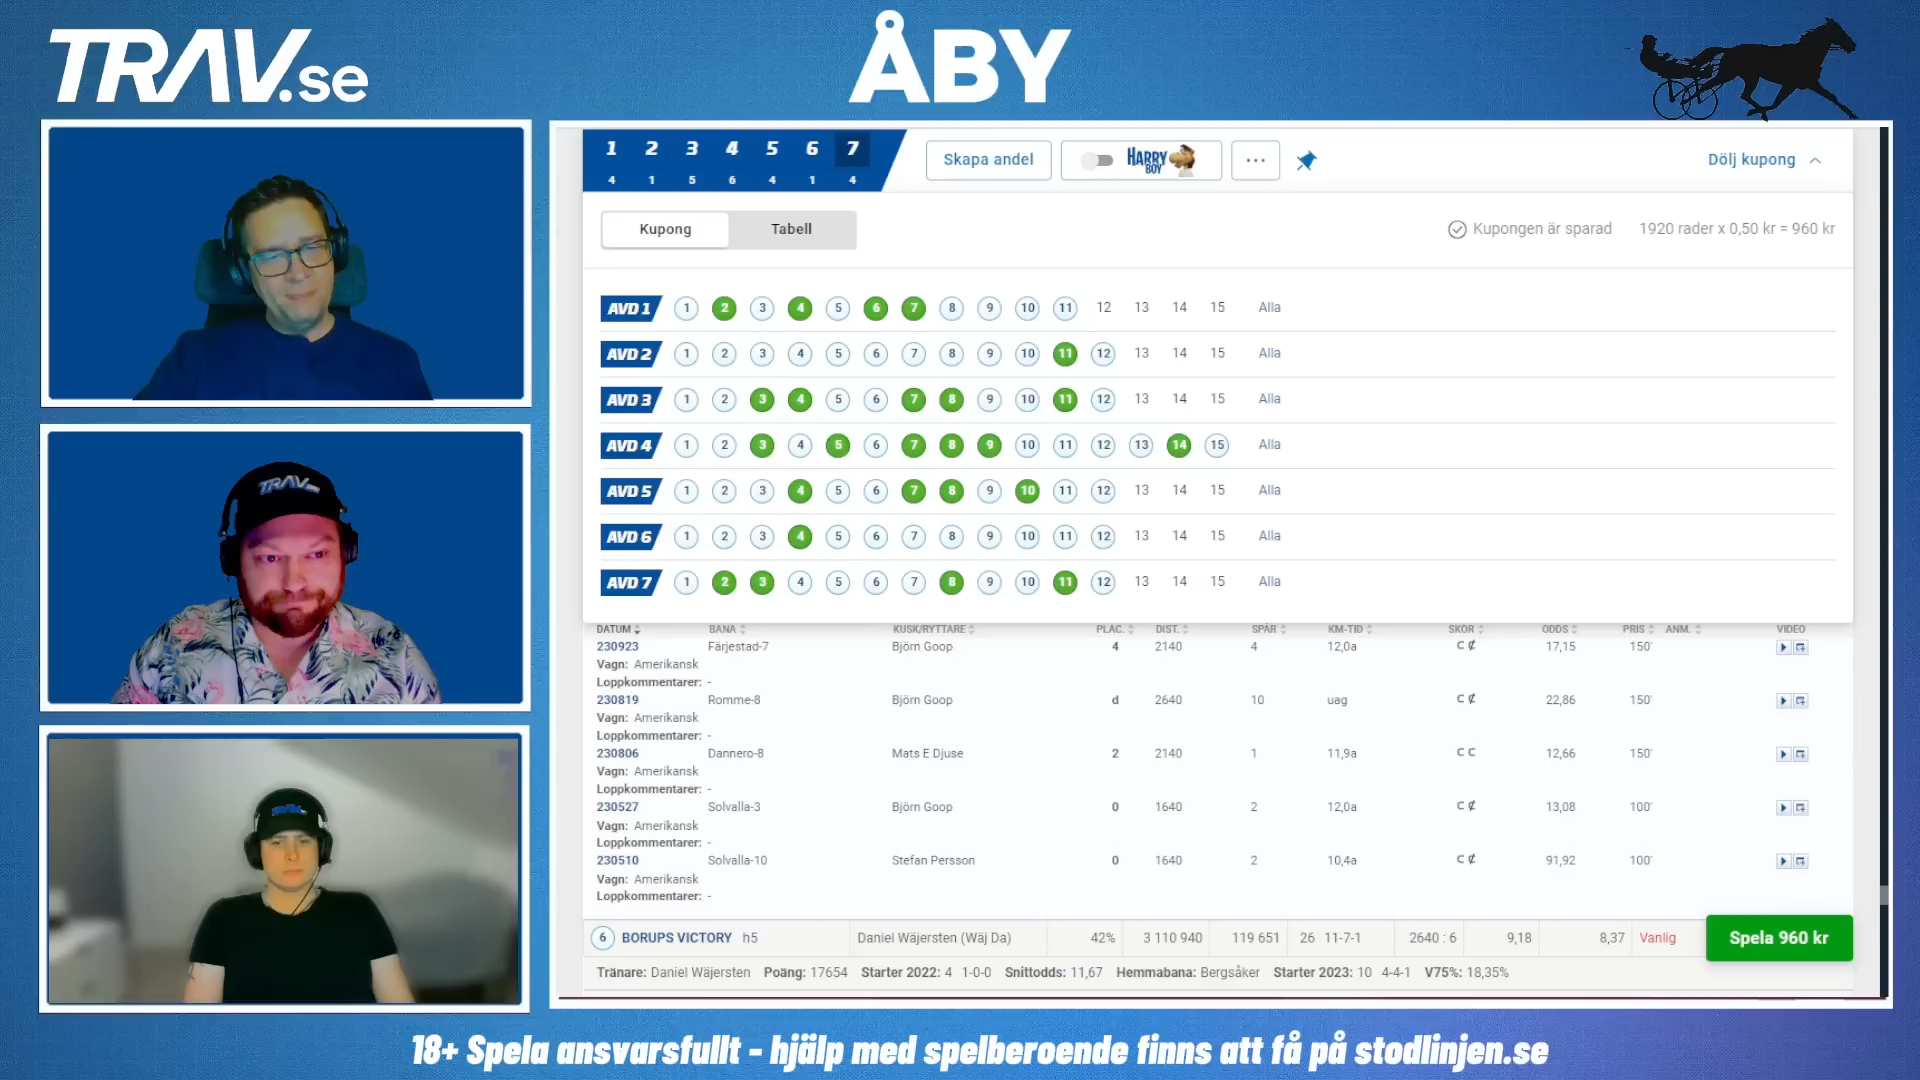 TRAV.se
ÅBY
1 2 3 4 5 6 7
4 1 5 6 4 1 4
Skapa andel
HARRY BOY
Dölj kupong
Kupong Tabell
Kupongen är sparad 1920 rader x 0,50 kr = 960 kr
AVD 1 1 2 3 4 5 6 7 8 9 10 11 12 13 14 15 Alla
AVD 2 1 2 3 4 5 6 7 8 9 10 11 12 13 14 15 Alla
AVD 3 1 2 3 4 5 6 7 8 9 10 11 12 13 14 15 Alla
AVD 4 1 2 3 4 5 6 7 8 9 10 11 12 13 14 15 Alla
AVD 5 1 2 3 4 5 6 7 8 9 10 11 12 13 14 15 Alla
AVD 6 1 2 3 4 5 6 7 8 9 10 11 12 13 14 15 Alla
AVD 7 1 2 3 4 5 6 7 8 9 10 11 12 13 14 15 Alla
DATUM BANA KUSK/RYTTARE PLAC. DIST. SPÅR KM-TID SKOR ODDS PRIS ANM. VIDEO
230923 Färjestad-7 Björn Goop 4 2140 4 12,0a C ₵ 17,15 150'
Vagn: Amerikansk
Loppkommentarer: -
230819 Romme-8 Björn Goop d 2640 10 uag C ₵ 22,86 150'
Vagn: Amerikansk
Loppkommentarer: -
230806 Dannero-8 Mats E Djuse 2 2140 1 11,9a C C 12,66 150'
Vagn: Amerikansk
Loppkommentarer: -
230527 Solvalla-3 Björn Goop 0 1640 2 12,0a C ₵ 13,08 100'
Vagn: Amerikansk
Loppkommentarer: -
230510 Solvalla-10 Stefan Persson 0 1640 2 10,4a C ₵ 91,92 100'
Vagn: Amerikansk
Loppkommentarer: -
6 BORUPS VICTORY h5 Daniel Wäjersten (Wäj Da) 42% 3 110 940 119 651 26 11-7-1 2640 : 6 9,18 8,37 Vanlig
Spela 960 kr
Tränare: Daniel Wäjersten Poäng: 17654 Starter 2022: 4 1-0-0 Snittodds: 11,67 Hemmabana: Bergsåker Starter 2023: 10 4-4-1 V75%: 18,35%
TRAV
18+ Spela ansvarsfullt - hjälp med spelberoende finns att få på stodlinjen.se